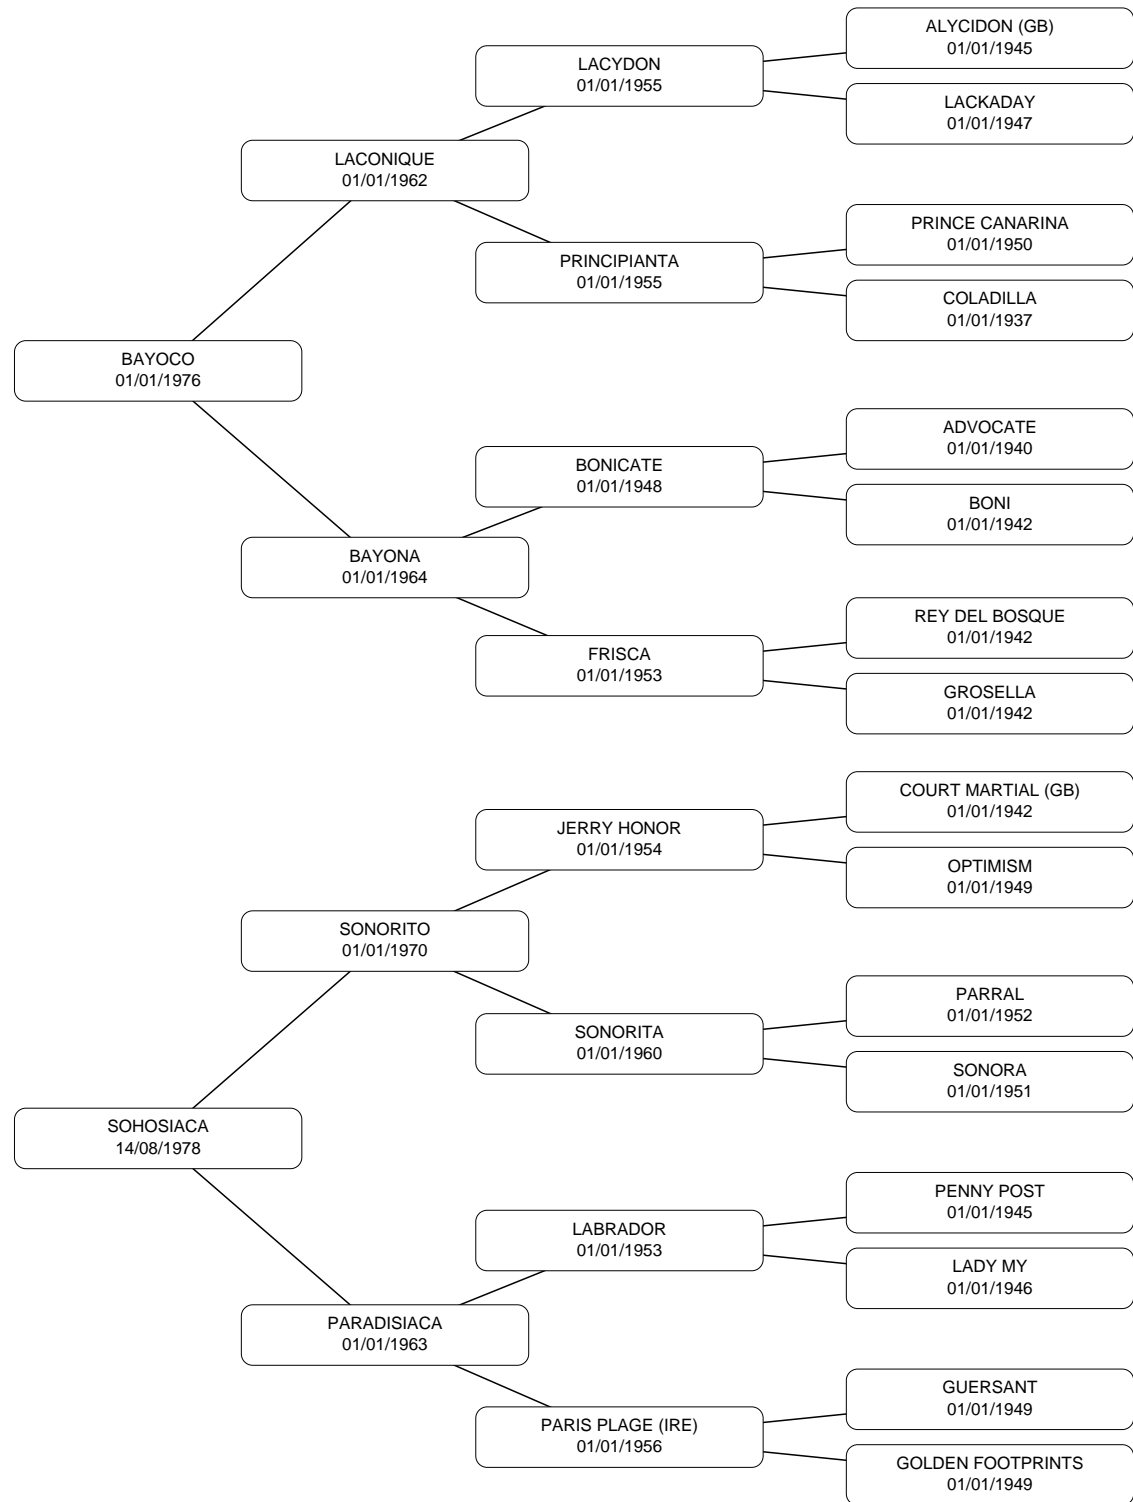 ALYCIDON (GB)
01/01/1945
LACYDON
01/01/1955
LACKADAY
01/01/1947
LACONIQUE
01/01/1962
PRINCE CANARINA
01/01/1950
PRINCIPIANTA
01/01/1955
COLADILLA
01/01/1937
BAYOCO
01/01/1976
ADVOCATE
01/01/1940
BONICATE
01/01/1948
BONI
01/01/1942
BAYONA
01/01/1964
REY DEL BOSQUE
01/01/1942
FRISCA
01/01/1953
GROSELLA
01/01/1942
COURT MARTIAL (GB)
01/01/1942
JERRY HONOR
01/01/1954
OPTIMISM
01/01/1949
SONORITO
01/01/1970
PARRAL
01/01/1952
SONORITA
01/01/1960
SONORA
01/01/1951
SOHOSIACA
14/08/1978
PENNY POST
01/01/1945
LABRADOR
01/01/1953
LADY MY
01/01/1946
PARADISIACA
01/01/1963
GUERSANT
01/01/1949
PARIS PLAGE (IRE)
01/01/1956
GOLDEN FOOTPRINTS
01/01/1949